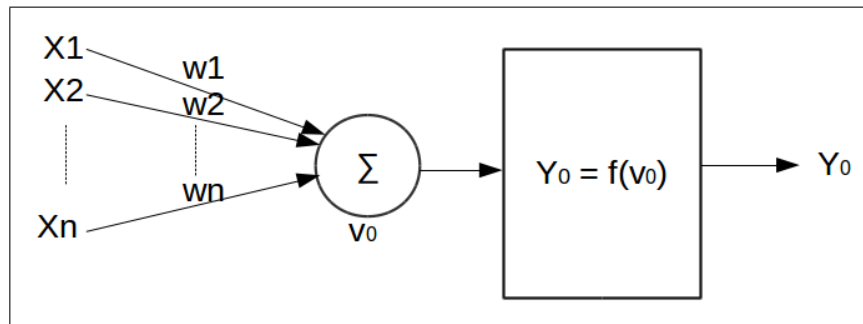 X1
w1
X2
w2
Σ
Y₀ = f(v₀)
Y₀
wn
Xn
v₀